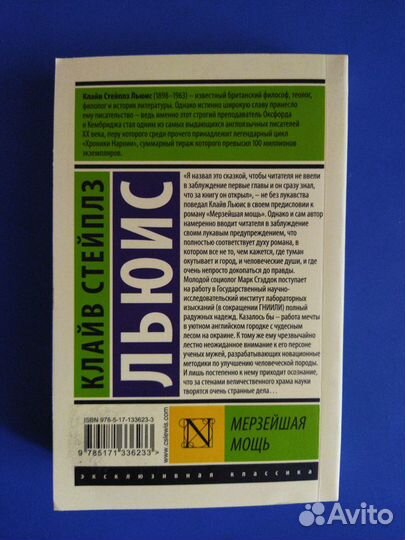 Клайв Стейплз Льюис (1898–1963) – известный британский философ, теолог,
филолог и историк литературы. Однако истинно широкую славу принесло
ему писательство – ведь именно этот строгий преподаватель Оксфорда
и Кембриджа стал одним из самых выдающихся англоязычных писателей
XX века, перу которого среди прочего принадлежит легендарный цикл
«Хроники Нарнии», суммарный тираж которого превысил 100 миллионов
экземпляров.
КЛАЙВ СТЕЙПЛЗ
ЛЬЮИС
«Я назвал это сказкой, чтобы читателя не ввели
в заблуждение первые главы и он сразу знал,
что за книгу он открыл», – не без лукавства
поведал Клайв Льюис в своем предисловии к
роману «Мерзейшая мощь». Однако и сам автор
намеренно вводит читателя в заблуждение
своим лукавым предупреждением, что
полностью соответствует духу романа, в
котором все не то, чем кажется, где туман
окутывает и город, и человеческие души, и где
очень непросто докопаться до правды.
Молодой социолог Марк Стэддок поступает
на работу в Государственный научно-
исследовательский институт лабораторных
изысканий (в сокращении ГНИИЛИ) полный
радужных надежд. Казалось бы – работа мечты
в уютном английском городке с чудесным
лесом на окраине. К тому же ему чрезвычайно
лестно неожиданное внимание к его персоне
ученых мужей, разрабатывающих новационные
методики по улучшению человеческой породы.
И лишь постепенно к нему приходит осознание,
что за стенами величественного храма науки
творятся очень странные дела…
ISBN 978-5-17-133623-3
9 785171 336233>
www.cslewis.com
N
МЕРЗЕЙШАЯ
МОЩЬ
эксклюзивная классика
Avito